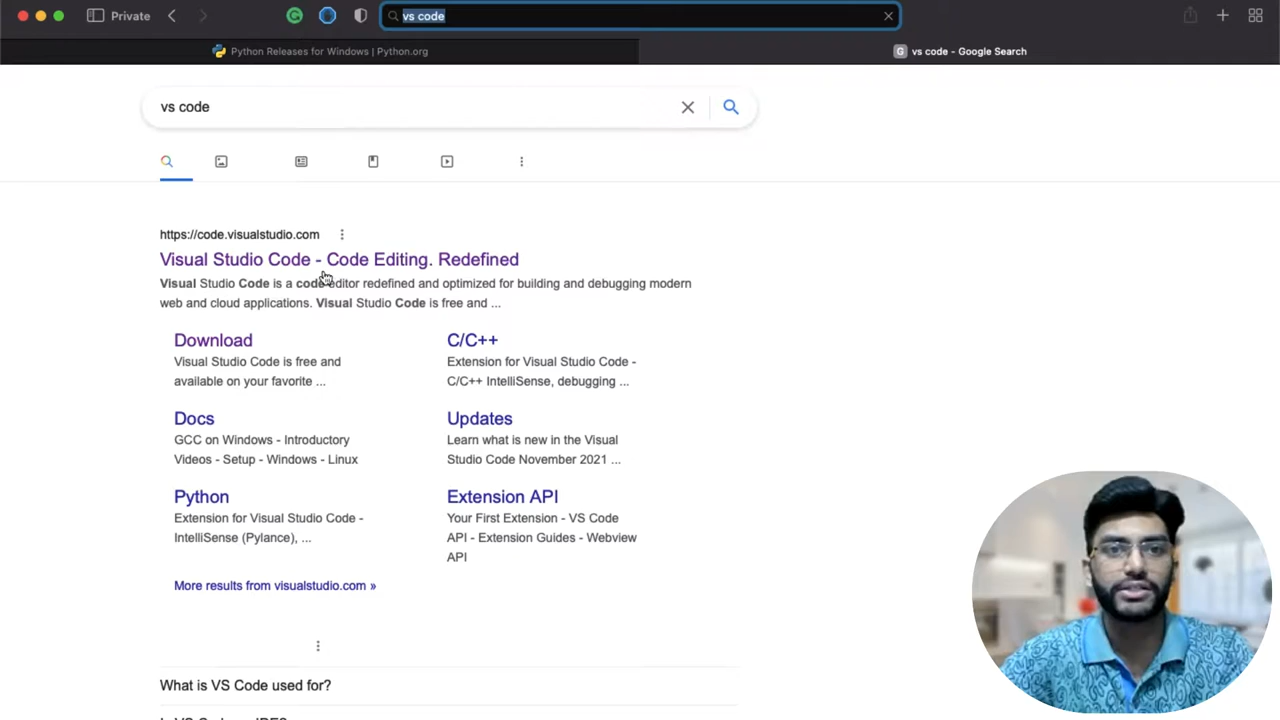 Private
vs code
Python Releases for Windows | Python.org
G vs code - Google Search
vs code
https://code.visualstudio.com
Visual Studio Code - Code Editing. Redefined
Visual Studio Code is a code editor redefined and optimized for building and debugging modern
web and cloud applications. Visual Studio Code is free and ...
Download
Visual Studio Code is free and
available on your favorite ...
C/C++
Extension for Visual Studio Code -
C/C++ IntelliSense, debugging ...
Docs
GCC on Windows - Introductory
Videos - Setup - Windows - Linux
Updates
Learn what is new in the Visual
Studio Code November 2021 ...
Python
Extension for Visual Studio Code -
IntelliSense (Pylance), ...
Extension API
Your First Extension - VS Code
API - Extension Guides - Webview
API
More results from visualstudio.com »
What is VS Code used for?